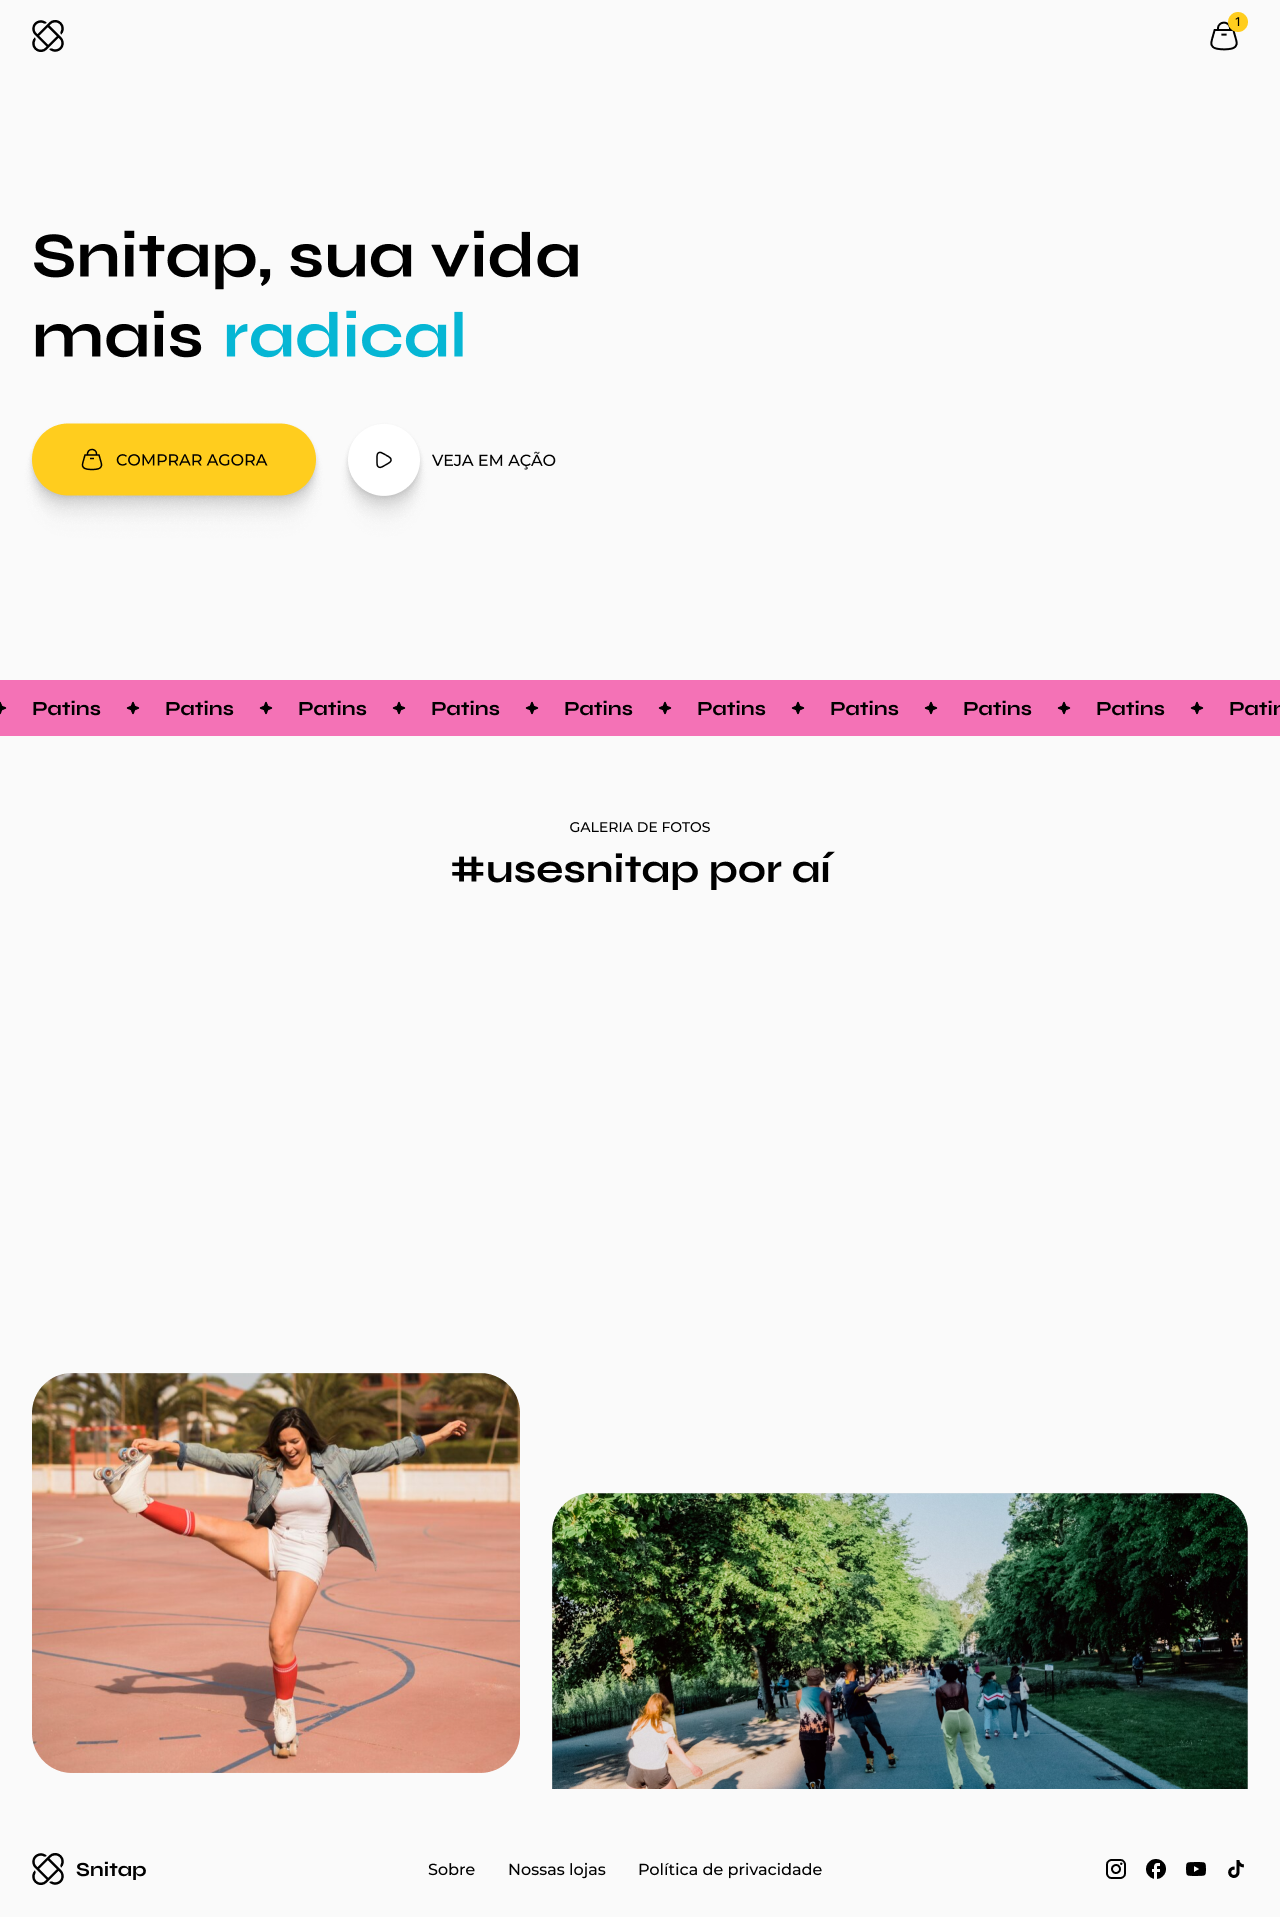 1
Snitap, sua vida
mais radical
COMPRAR AGORA
VEJA EM AÇÃO
Patins Patins Patins Patins Patins Patins Patins Patins Patins Patin
GALERIA DE FOTOS
#usesnitap por aí
Snitap
Sobre
Nossas lojas
Política de privacidade